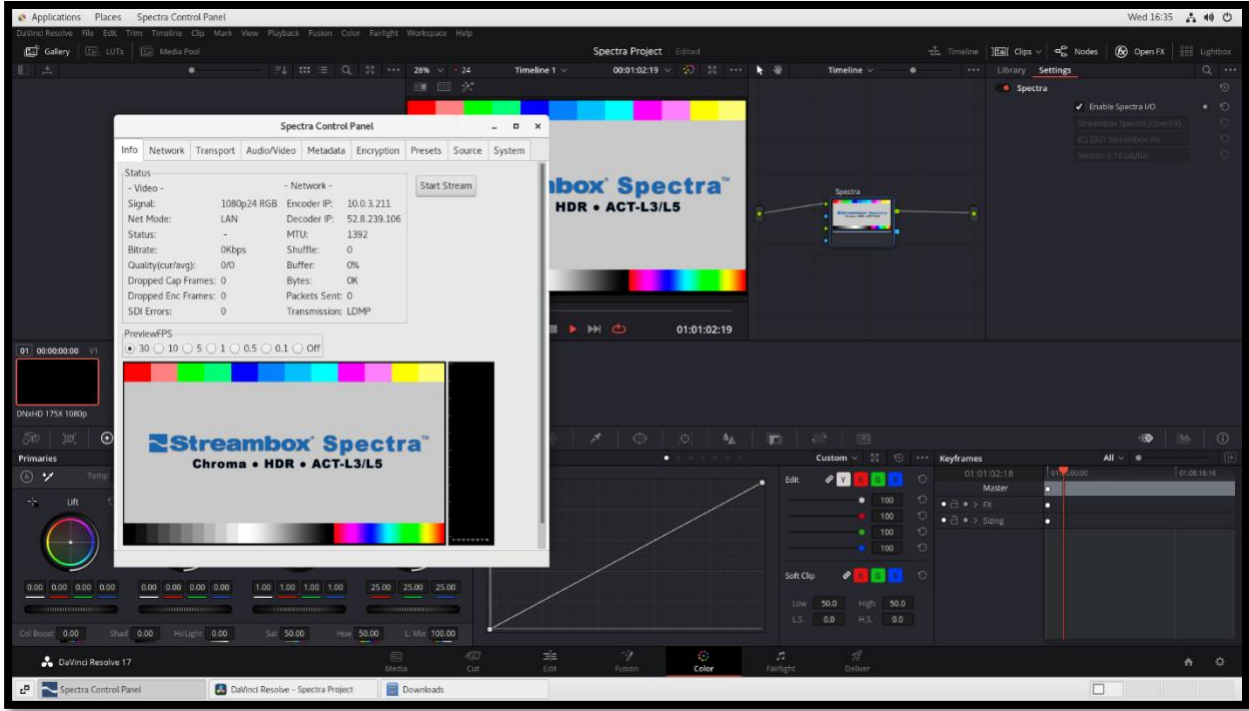 Applications Places Spectra Control Panel Wed 16:35
DaVinci Resolve File Edit Trim Timeline Clip Mark View Playback Fusion Color Fairlight Workspace Help
Gallery LUTs Media Pool Spectra Project Edited Timeline Clips Nodes Open FX Lightbox
28% 24 Timeline 1 00:01:02:19 Timeline Library Settings
Spectra
Enable Spectra I/O
Streambox Spectra (OpenFX)
(C) 2021 Streambox Inc.
Version 0.16 (alpha)
Spectra Control Panel
Info Network Transport Audio/Video Metadata Encryption Presets Source System
Status
- Video - - Network - Start Stream
Signal: 1080p24 RGB Encoder IP: 10.0.3.211
Net Mode: LAN Decoder IP: 52.8.239.106
Status: - MTU: 1392
Bitrate: 0Kbps Shuffle: 0
Quality(cur/avg): 0/0 Buffer: 0%
Dropped Cap Frames: 0 Bytes: 0K
Dropped Enc Frames: 0 Packets Sent: 0
SDI Errors: 0 Transmission: LDMP
PreviewFPS
30 10 5 1 0.5 0.1 Off
Streambox Spectra™
Chroma • HDR • ACT-L3/L5
box Spectra™
HDR • ACT-L3/L5
Spectra
01:01:02:19
01 00:00:00:00 V1
DNxHD 175X 1080p
Primaries Custom Keyframes All
Temp Edit Y R G B 01:01:02:18 01:08:18:16
Lift 100 Master
100 FX
100 Sizing
100
Soft Clip R G B
0.00 0.00 0.00 0.00 0.00 0.00 0.00 0.00 1.00 1.00 1.00 1.00 25.00 25.00 25.00
Low 50.0 High 50.0
L.S. 0.0 H.S. 0.0
Col Boost 0.00 Shad 0.00 Hi/Light 0.00 Sat 50.00 Hue 50.00 L. Mix 100.00
DaVinci Resolve 17 Media Cut Edit Fusion Color Fairlight Deliver
Spectra Control Panel DaVinci Resolve - Spectra Project Downloads